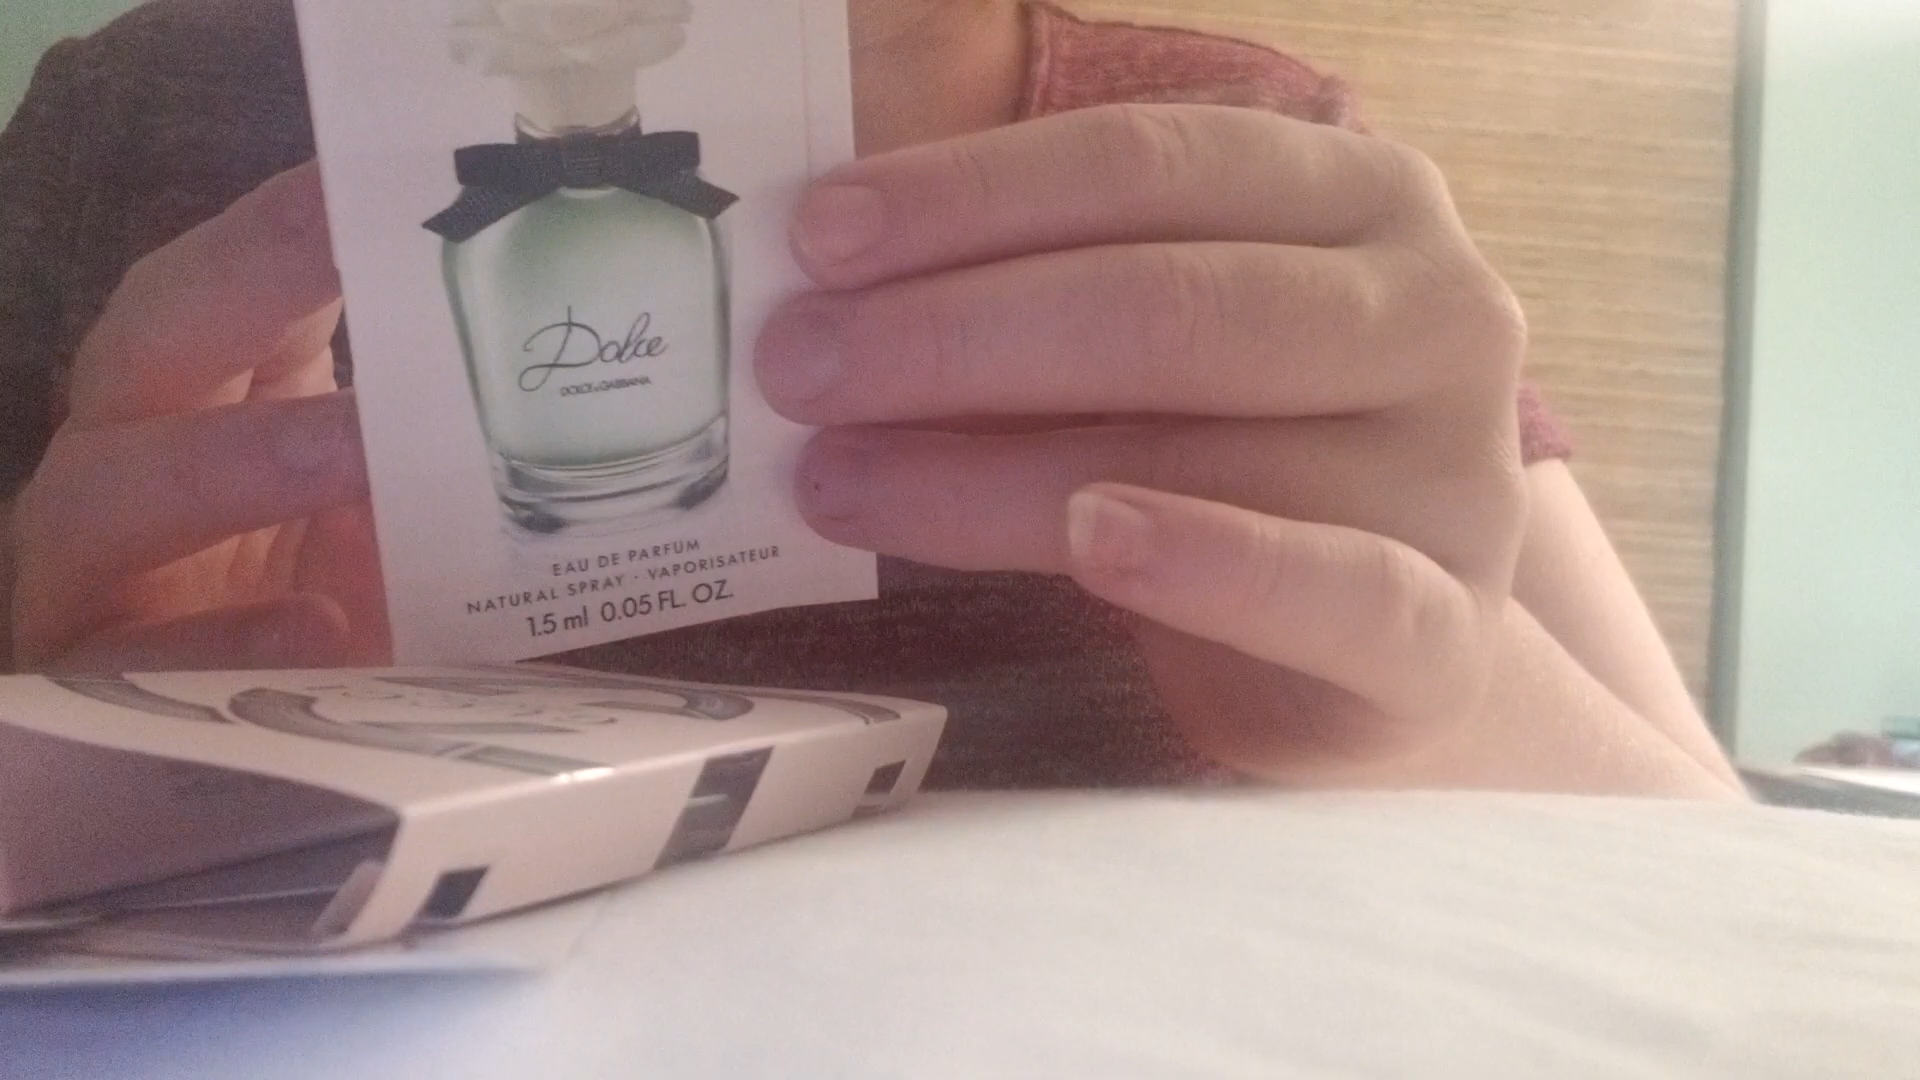 Dolce
DOLCE & GABBANA
EAU DE PARFUM
NATURAL SPRAY · VAPORISATEUR
1.5 ml 0.05 FL. OZ.